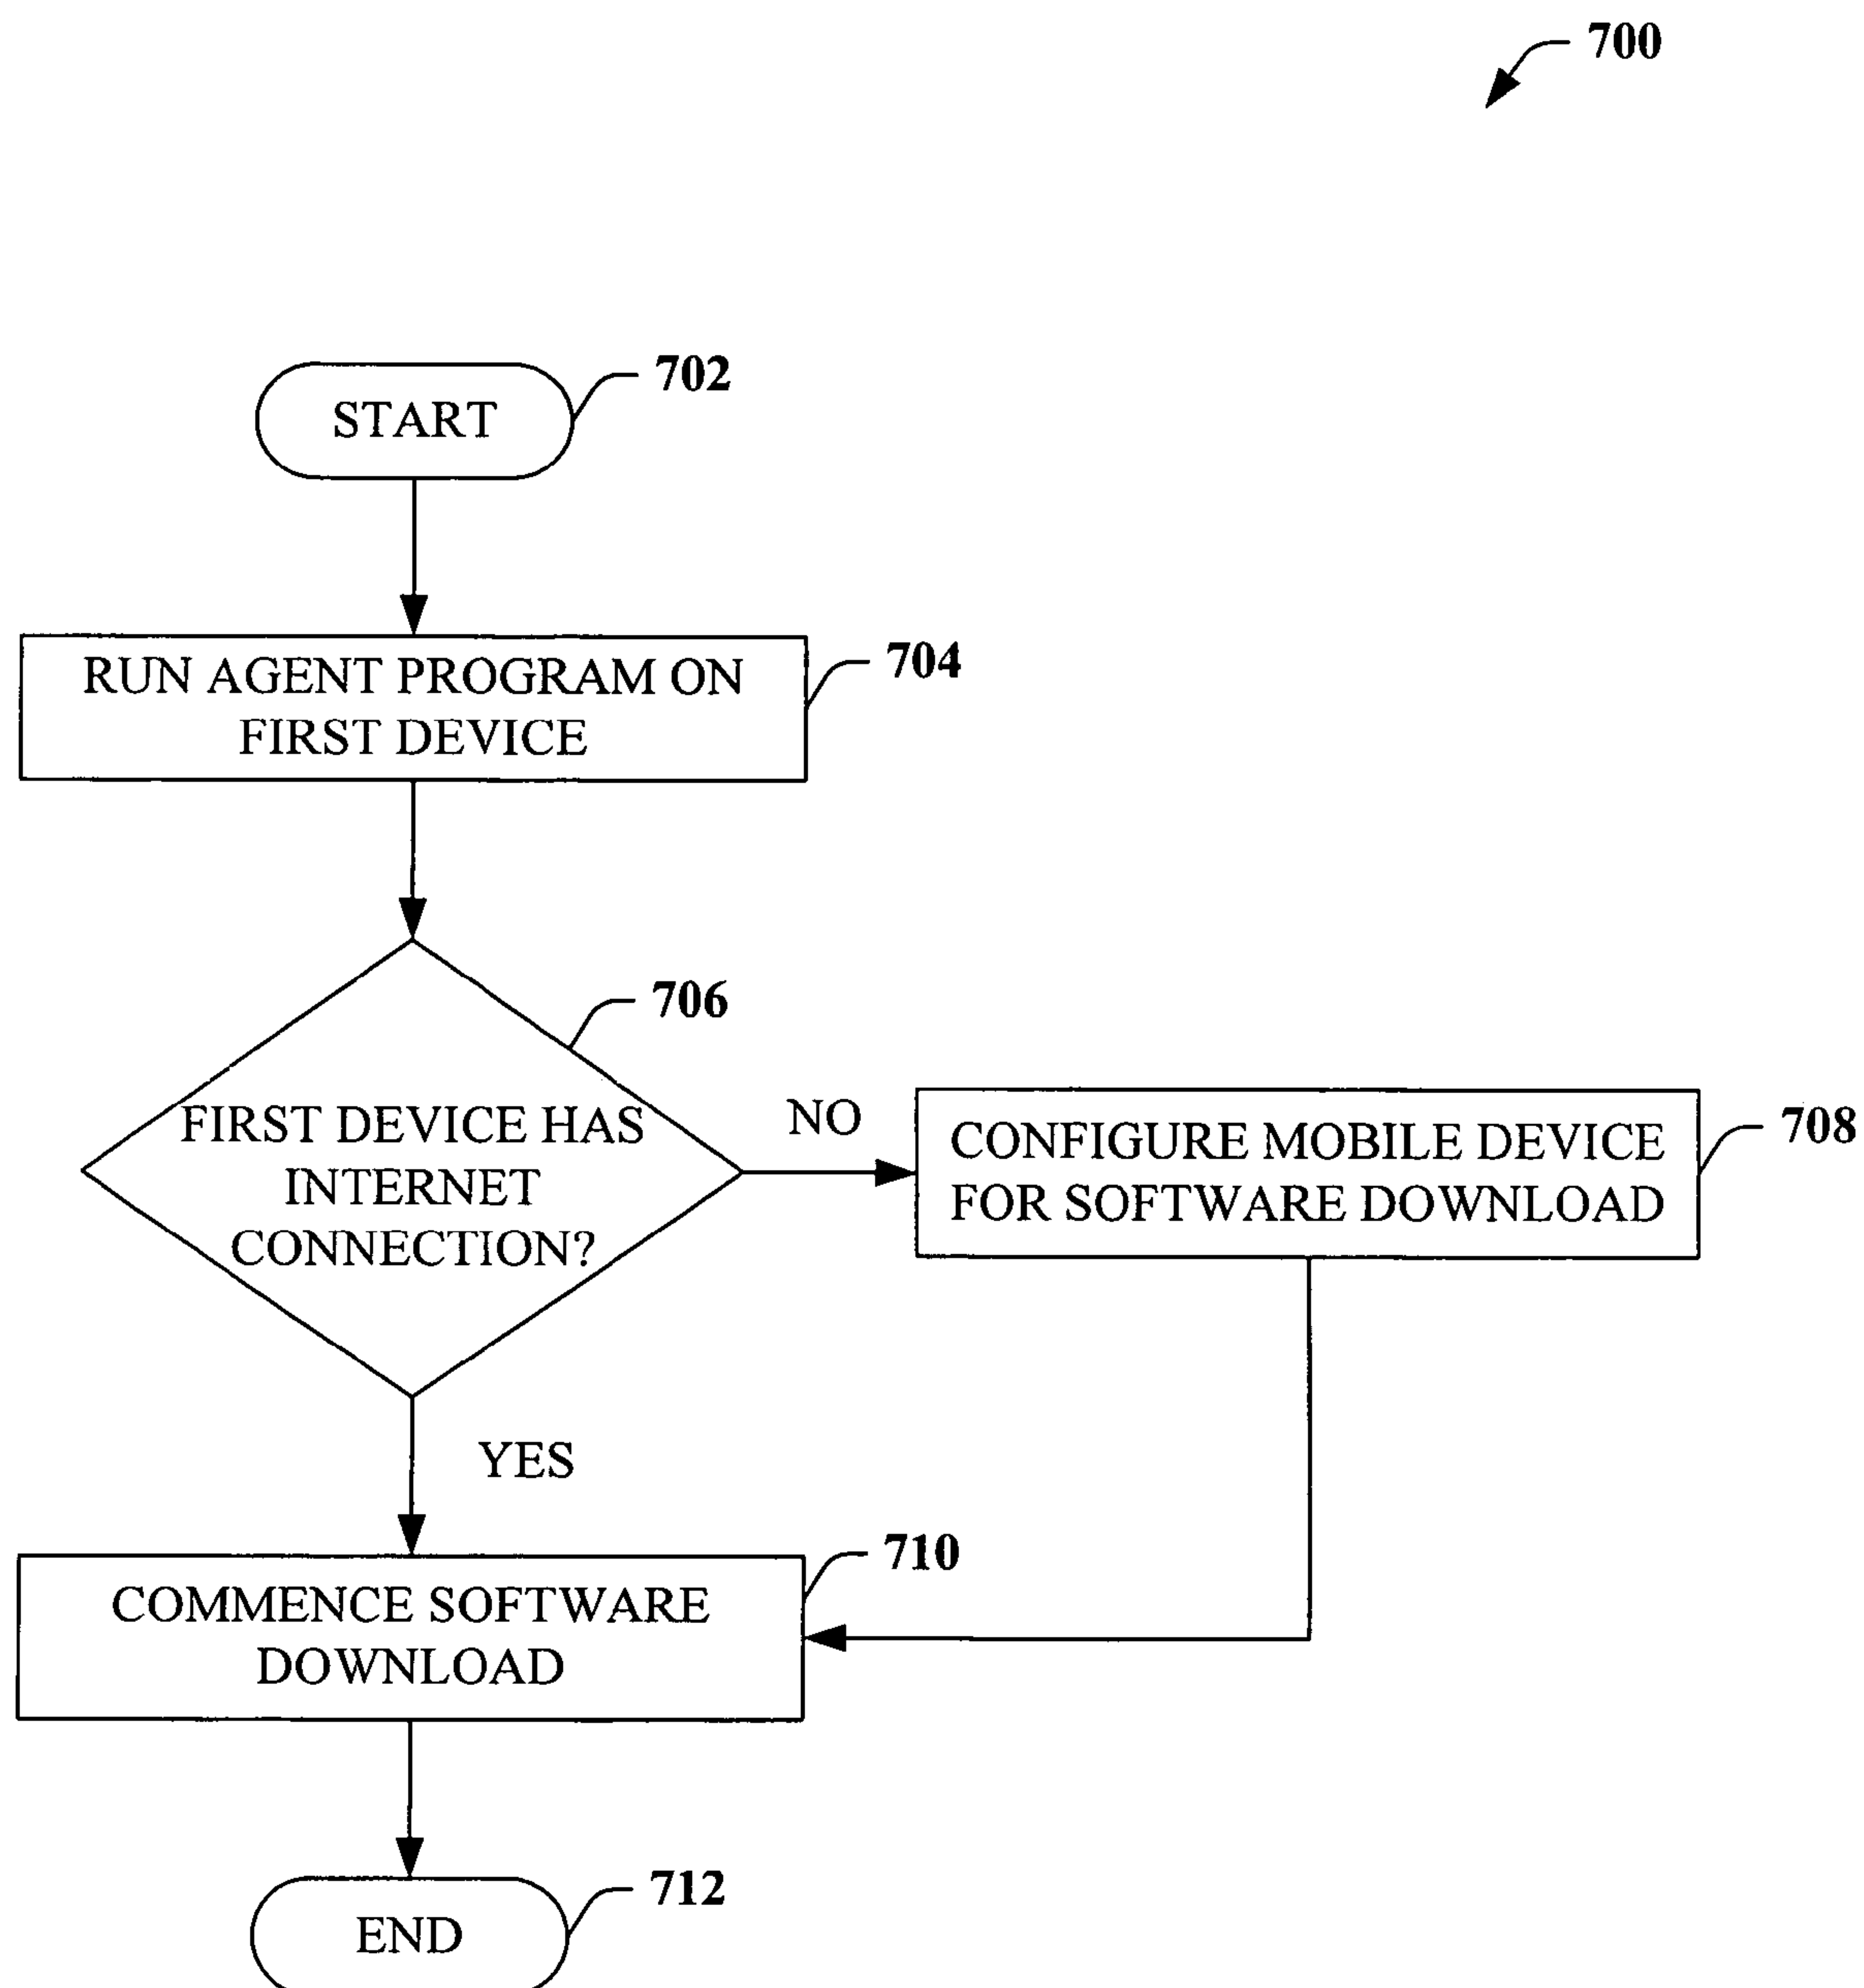 700
START
702
RUN AGENT PROGRAM ON
FIRST DEVICE
704
706
FIRST DEVICE HAS
INTERNET
CONNECTION?
NO
CONFIGURE MOBILE DEVICE
FOR SOFTWARE DOWNLOAD
708
YES
710
COMMENCE SOFTWARE
DOWNLOAD
712
END